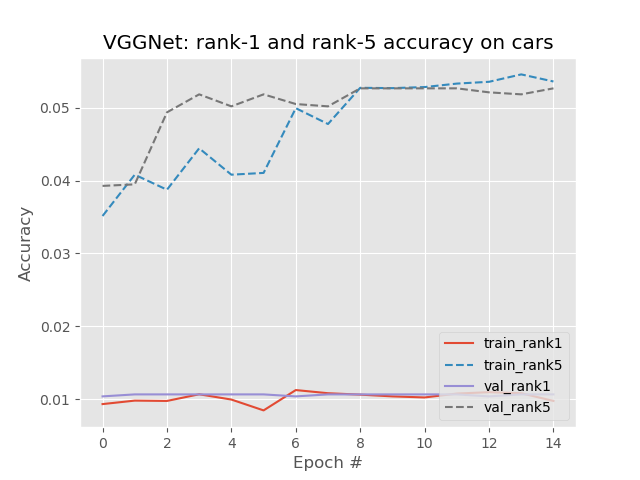 VGGNet: rank-1 and rank-5 accuracy on cars
0.05
0.04
0.03
0.02
0.01
Accuracy
0 2 4 6 8 10 12 14
Epoch #
train_rank1
train_rank5
val_rank1
val_rank5